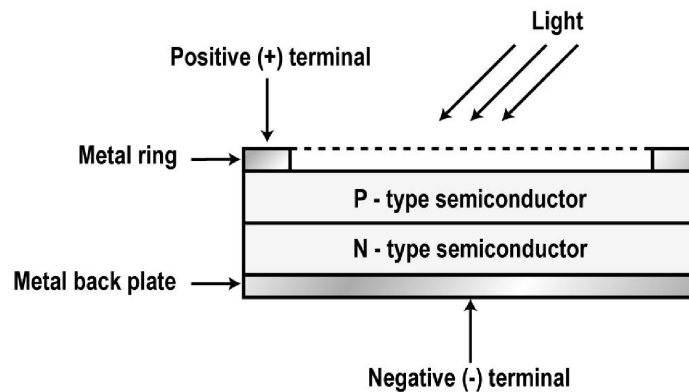 Light
Positive (+) terminal
Metal ring
P - type semiconductor
N - type semiconductor
Metal back plate
Negative (-) terminal